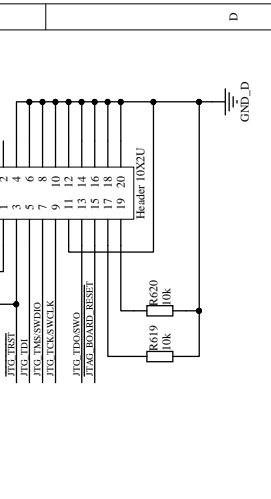 D
GND_D
1 2
3 4
5 6
7 8
9 10
11 12
13 14
15 16
17 18
19 20
Header 10X2U
JTG_TRST
JTG_TDI
JTG_TMS/SWDIO
JTG_TCK/SWCLK
JTG_TDO/SWO
JTAG_BOARD_RESET
R620
10k
R619
10k